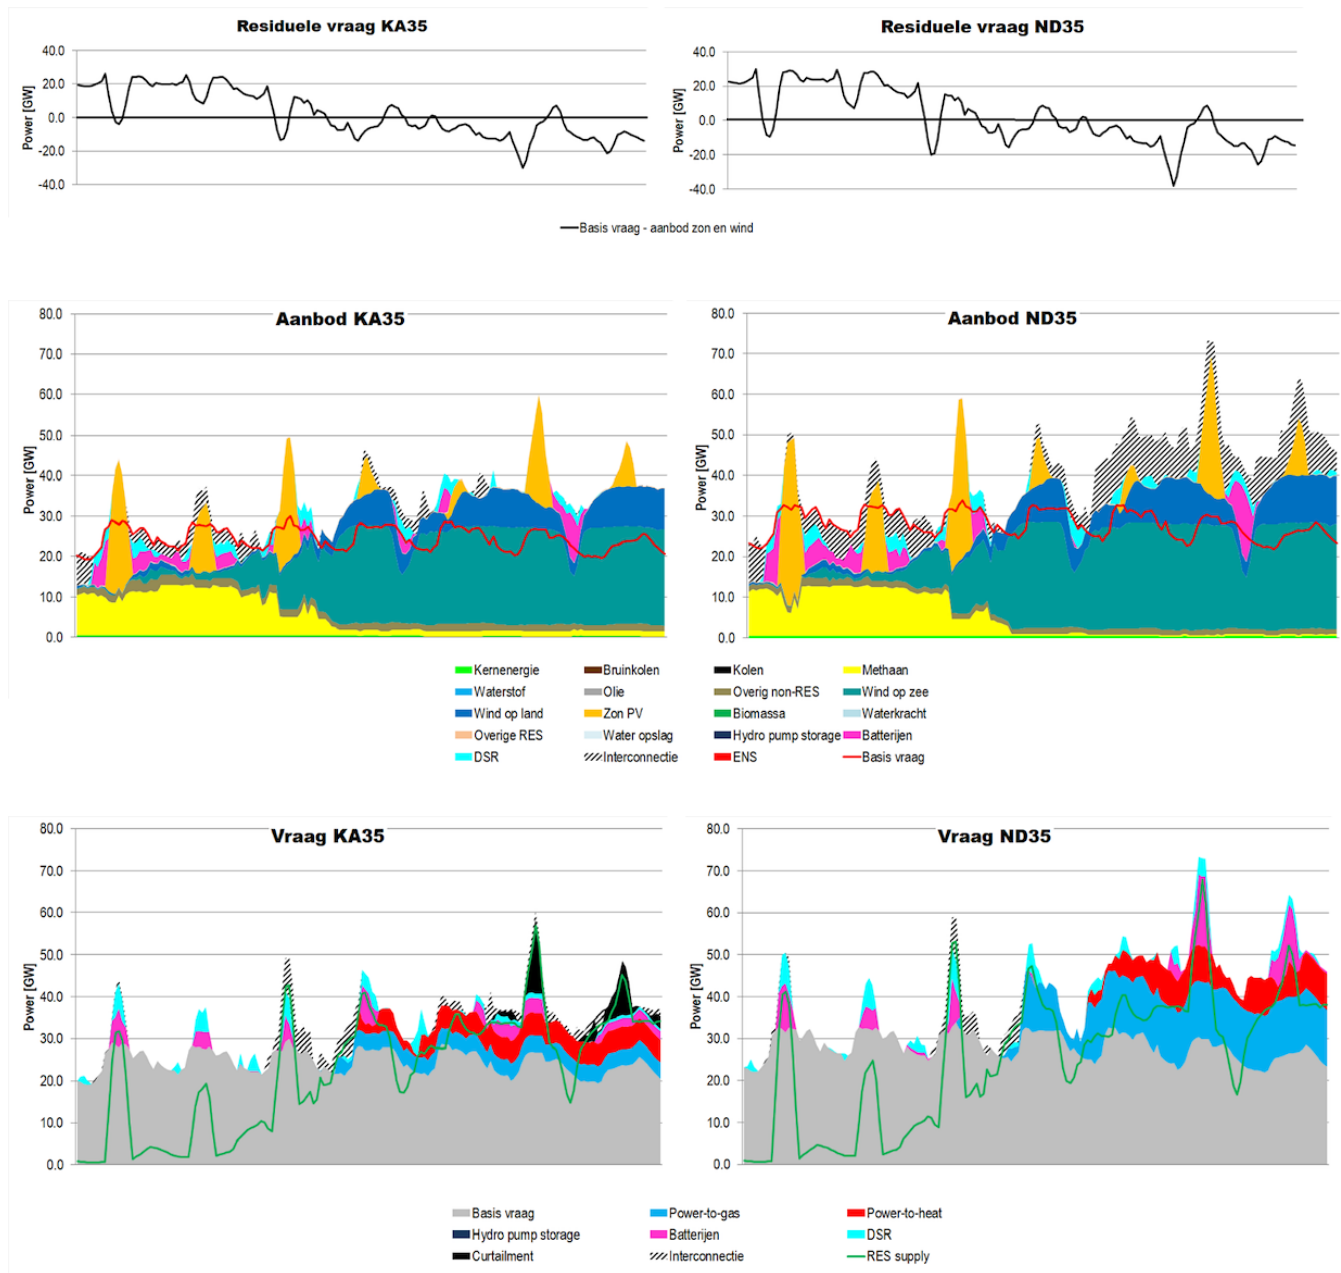 Residuele vraag KA35
Residuele vraag ND35
Power [GW]
40.0
20.0
0.0
-20.0
-40.0
Power [GW]
40.0
20.0
0.0
-20.0
-40.0
Basis vraag - aanbod zon en wind
Aanbod KA35
Aanbod ND35
Power [GW]
80.0
70.0
60.0
50.0
40.0
30.0
20.0
10.0
0.0
Power [GW]
80.0
70.0
60.0
50.0
40.0
30.0
20.0
10.0
0.0
Kernenergie Bruinkolen Kolen Methaan
Waterstof Olie Overig non-RES Wind op zee
Wind op land Zon PV Biomassa Waterkracht
Overige RES Water opslag Hydro pump storage Batterijen
DSR Interconnectie ENS Basis vraag
Vraag KA35
Vraag ND35
Power [GW]
80.0
70.0
60.0
50.0
40.0
30.0
20.0
10.0
0.0
Power [GW]
80.0
70.0
60.0
50.0
40.0
30.0
20.0
10.0
0.0
Basis vraag Power-to-gas Power-to-heat
Hydro pump storage Batterijen DSR
Curtailment Interconnectie RES supply